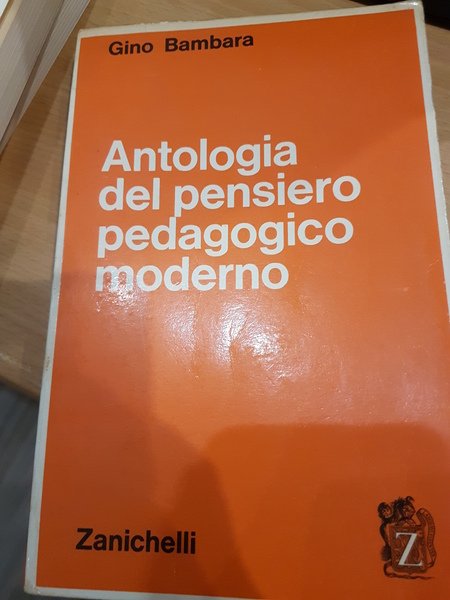 Gino Bambara
Antologia
del pensiero
pedagogico
moderno
Zanichelli
Z